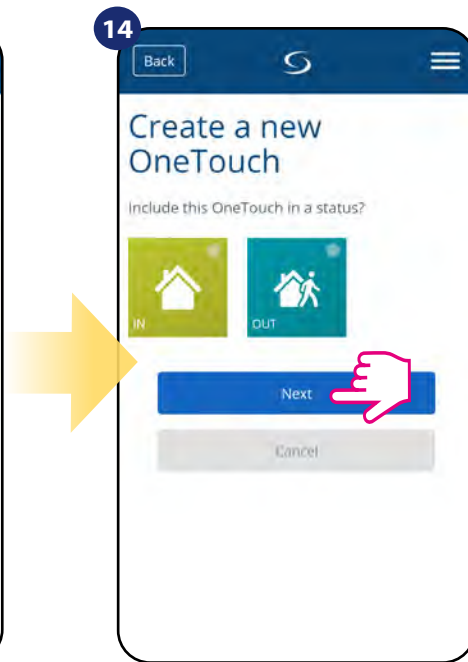 14
Back
Create a new
OneTouch
Include this OneTouch in a status?
IN OUT
Next
Cancel